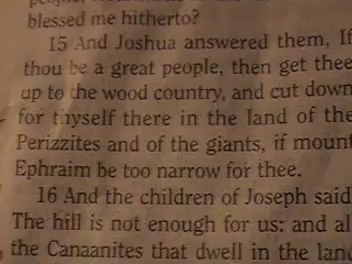 blessed me hitherto?
15 And Joshua answered them, If
thou be a great people, then get thee
up to the wood country, and cut down
for thyself there in the land of the
Perizzites and of the giants, if mount
Ephraim be too narrow for thee.
16 And the children of Joseph said
The hill is not enough for us: and al
the Canaanites that dwell in the land